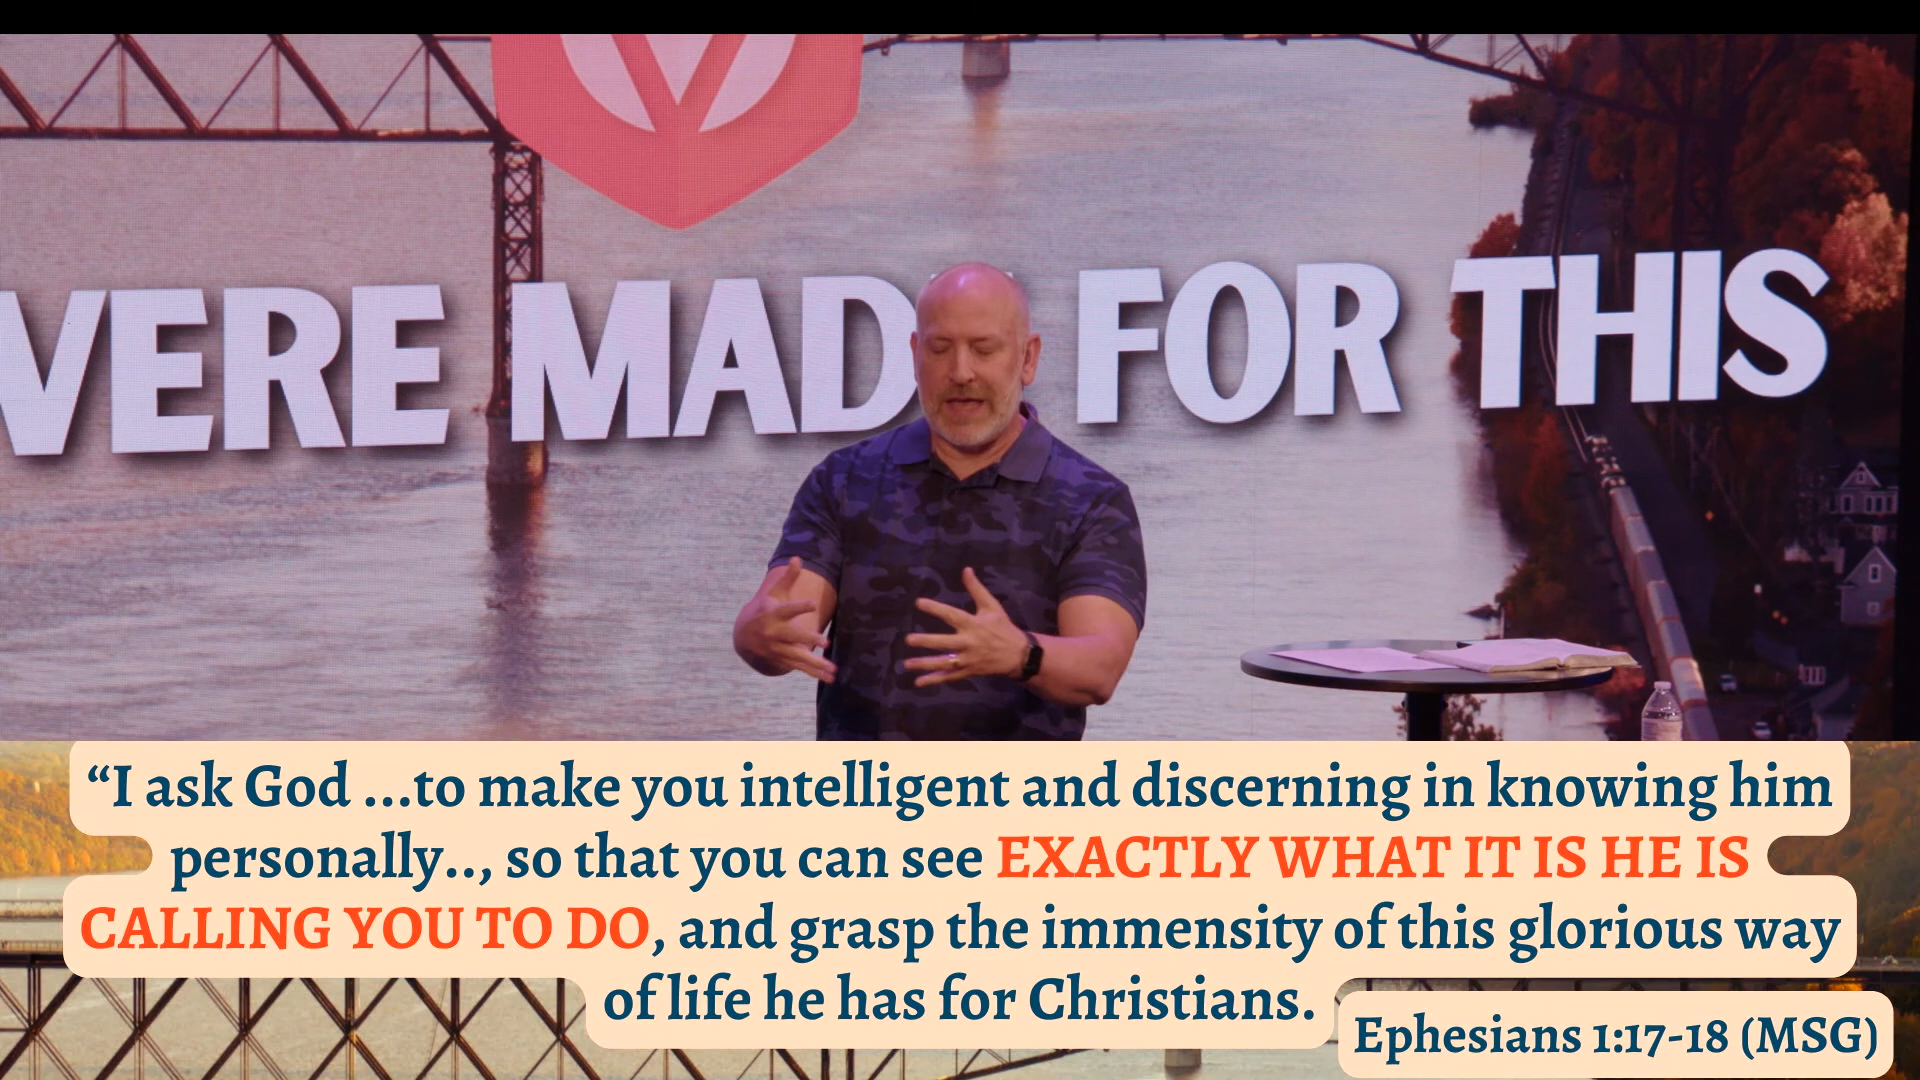 VERE MADE FOR THIS
“I ask God ...to make you intelligent and discerning in knowing him
personally.., so that you can see EXACTLY WHAT IT IS HE IS
CALLING YOU TO DO, and grasp the immensity of this glorious way
of life he has for Christians.
Ephesians 1:17-18 (MSG)